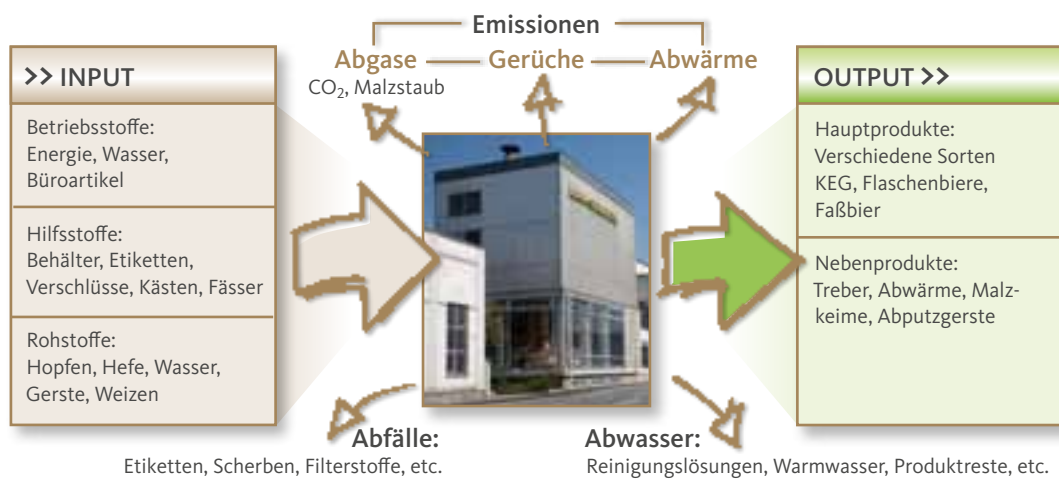 Emissionen
Abgase
Gerüche
Abwärme
CO₂, Malzstaub
>> INPUT
Betriebsstoffe:
Energie, Wasser,
Büroartikel
Hilfsstoffe:
Behälter, Etiketten,
Verschlüsse, Kästen, Fässer
Rohstoffe:
Hopfen, Hefe, Wasser,
Gerste, Weizen
OUTPUT >>
Hauptprodukte:
Verschiedene Sorten
KEG, Flaschenbiere,
Faßbier
Nebenprodukte:
Treber, Abwärme, Malz-
keime, Abputzgerste
Abfälle:
Etiketten, Scherben, Filterstoffe, etc.
Abwasser:
Reinigungslösungen, Warmwasser, Produktreste, etc.